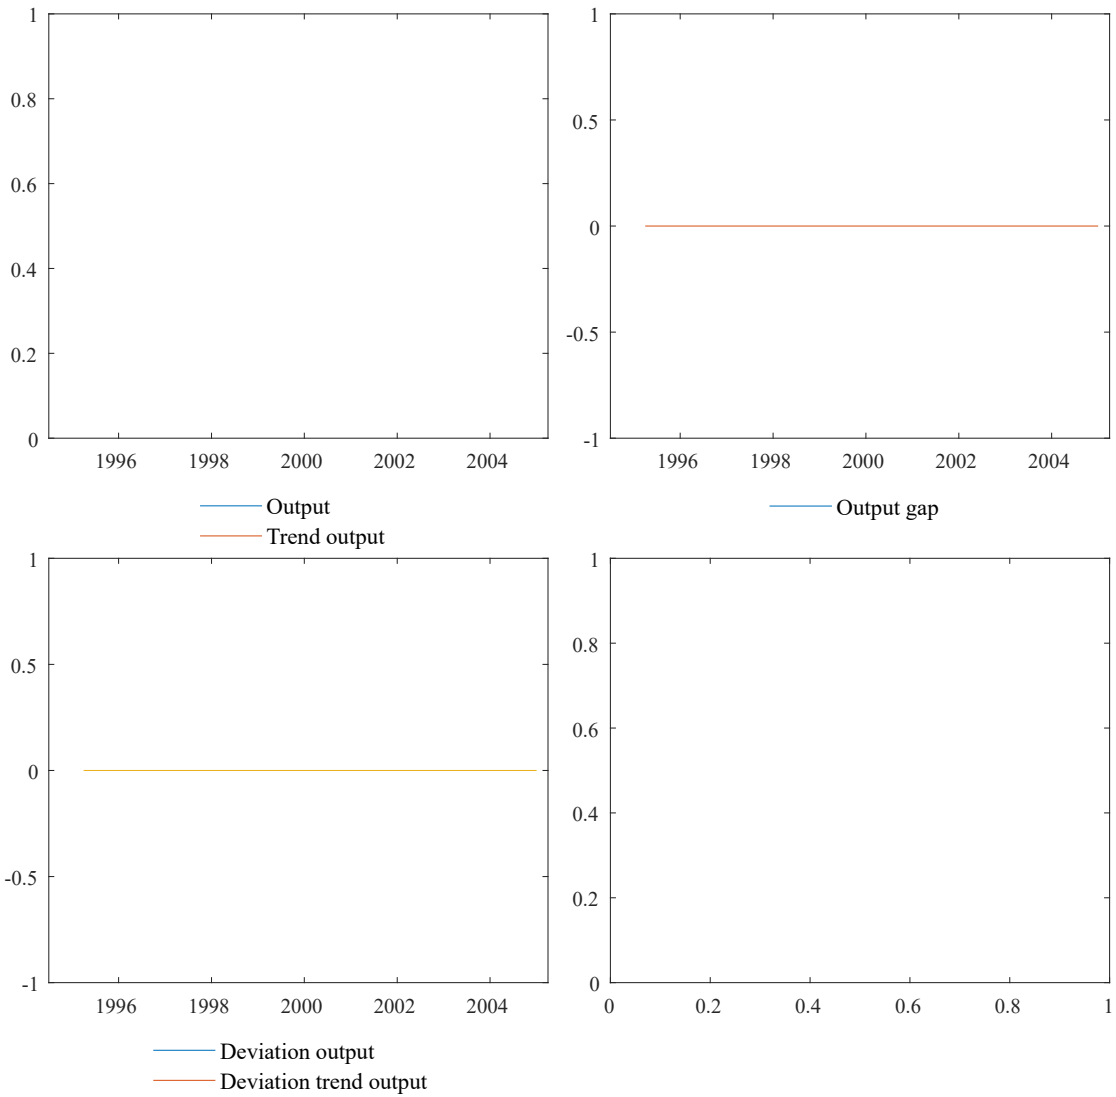 1
0.8
0.6
0.4
0.2
0
1996 1998 2000 2002 2004
Output
Trend output
1
0.5
0
-0.5
-1
1996 1998 2000 2002 2004
Output gap
1
0.5
0
-0.5
-1
1996 1998 2000 2002 2004
Deviation output
Deviation trend output
1
0.8
0.6
0.4
0.2
0
0 0.2 0.4 0.6 0.8 1